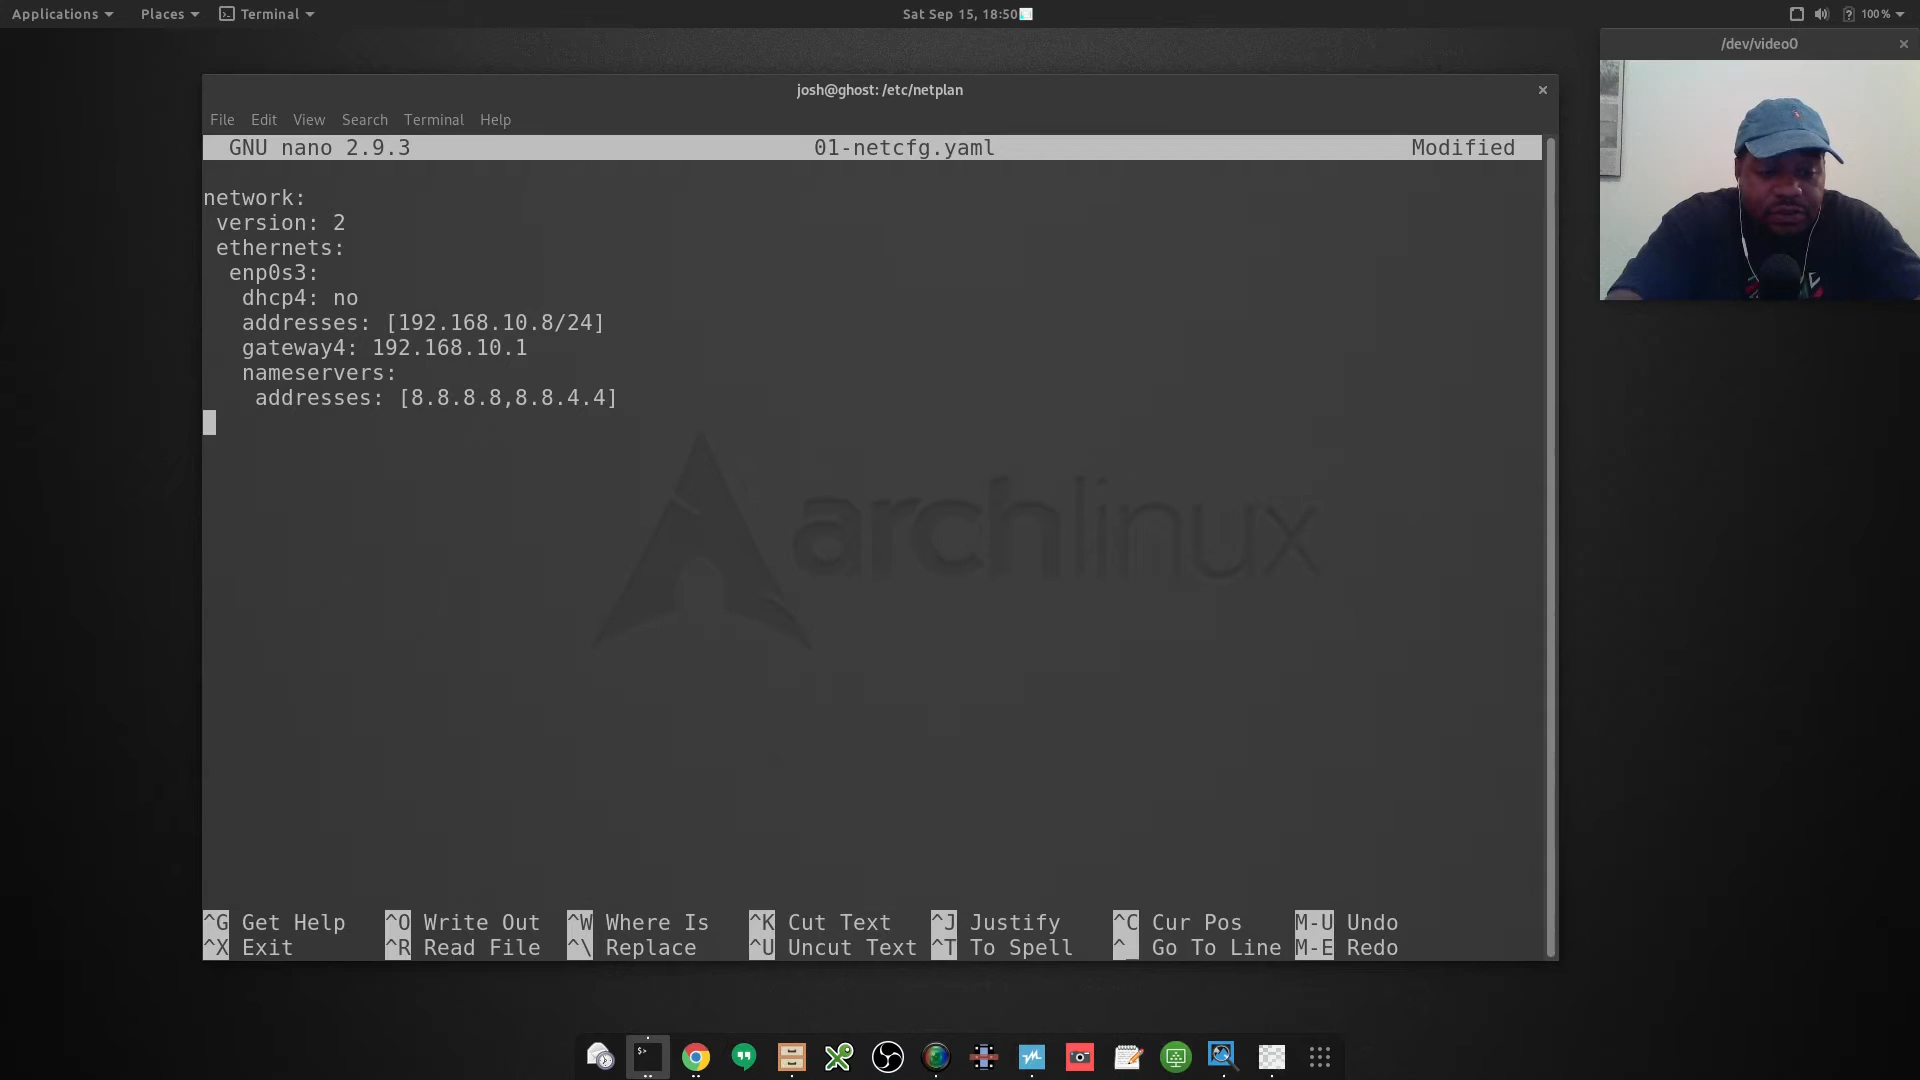 Applications Places Terminal Sat Sep 15, 18:50 100%
/dev/video0
josh@ghost: /etc/netplan
File Edit View Search Terminal Help
GNU nano 2.9.3 01-netcfg.yaml Modified
network:
version: 2
ethernets:
enp0s3:
dhcp4: no
addresses: [192.168.10.8/24]
gateway4: 192.168.10.1
nameservers:
addresses: [8.8.8.8,8.8.4.4]
archlinux
^G Get Help ^O Write Out ^W Where Is ^K Cut Text ^J Justify ^C Cur Pos M-U Undo
^X Exit ^R Read File ^\ Replace ^U Uncut Text ^T To Spell ^_ Go To Line M-E Redo